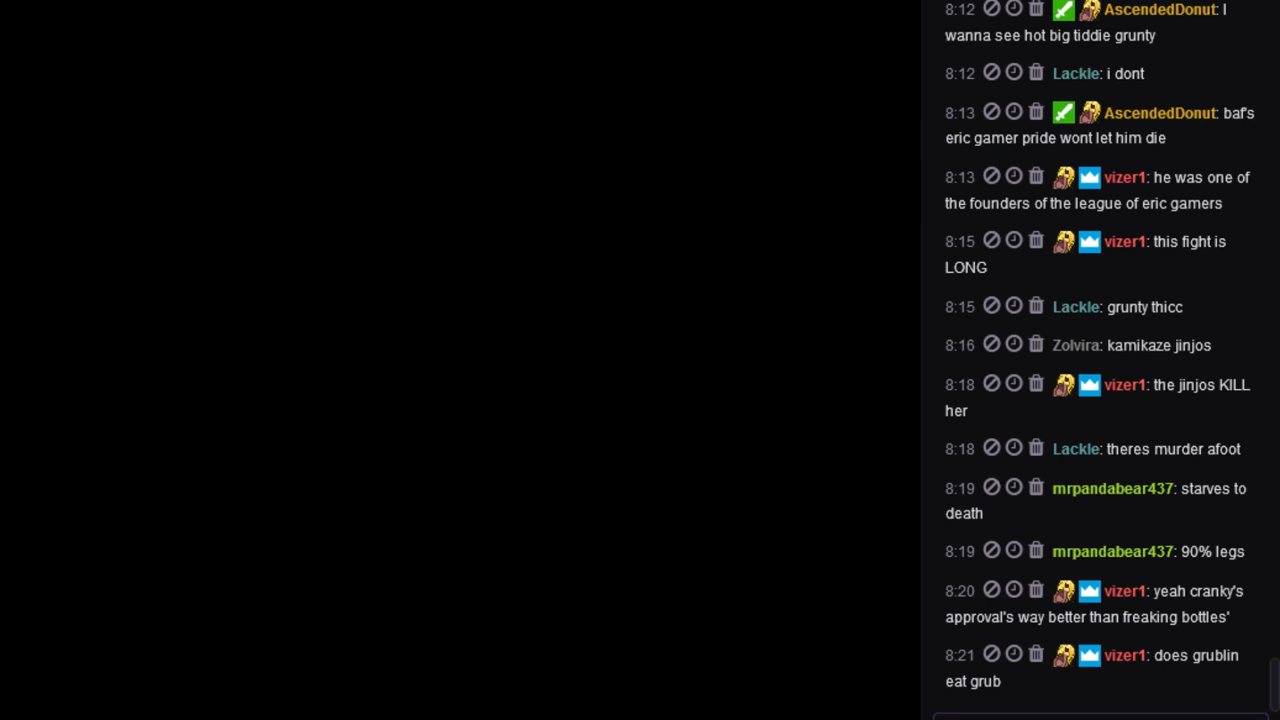 8:12 AscendedDonut: I
wanna see hot big tiddie grunty
8:12 Lackle: i dont
8:13 AscendedDonut: baf's
eric gamer pride wont let him die
8:13 vizer1: he was one of
the founders of the league of eric gamers
8:15 vizer1: this fight is
LONG
8:15 Lackle: grunty thicc
8:16 Zolvira: kamikaze jinjos
8:18 vizer1: the jinjos KILL
her
8:18 Lackle: theres murder afoot
8:19 mrpandabear437: starves to
death
8:19 mrpandabear437: 90% legs
8:20 vizer1: yeah cranky's
approval's way better than freaking bottles'
8:21 vizer1: does grublin
eat grub